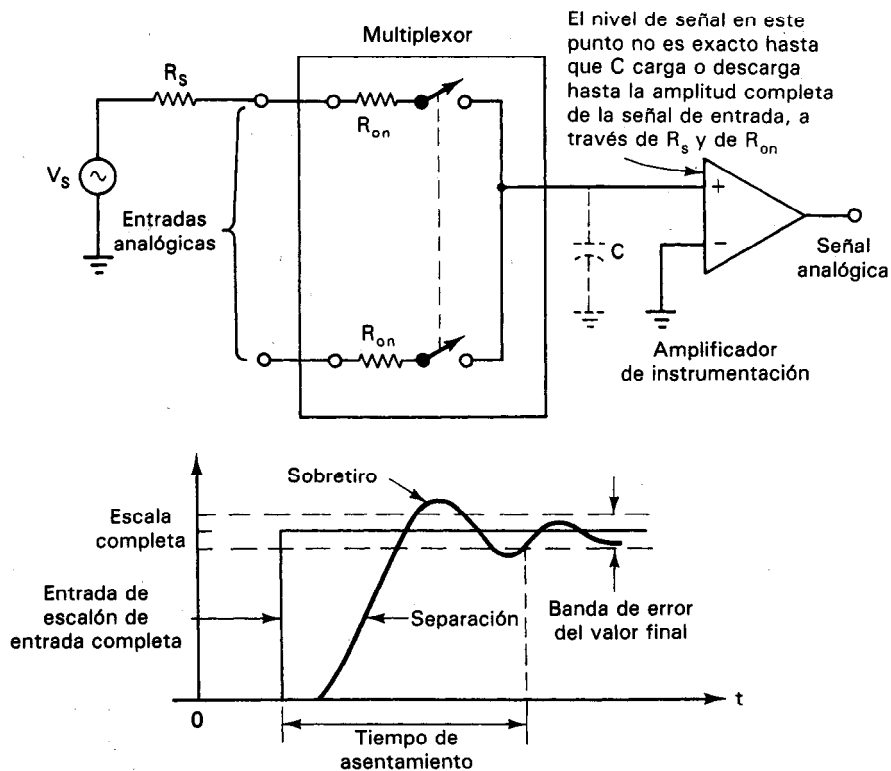 Multiplexor
El nivel de señal en este
punto no es exacto hasta
que C carga o descarga
hasta la amplitud completa
de la señal de entrada, a
través de Rs y de Ron
Rs
Ron
Vs
+
−
C
Entradas
analógicas
Señal
analógica
Ron
Amplificador
de instrumentación
Sobretiro
Escala
completa
Entrada de
escalón de
entrada completa
Separación
Banda de error
del valor final
t
0
Tiempo de
asentamiento